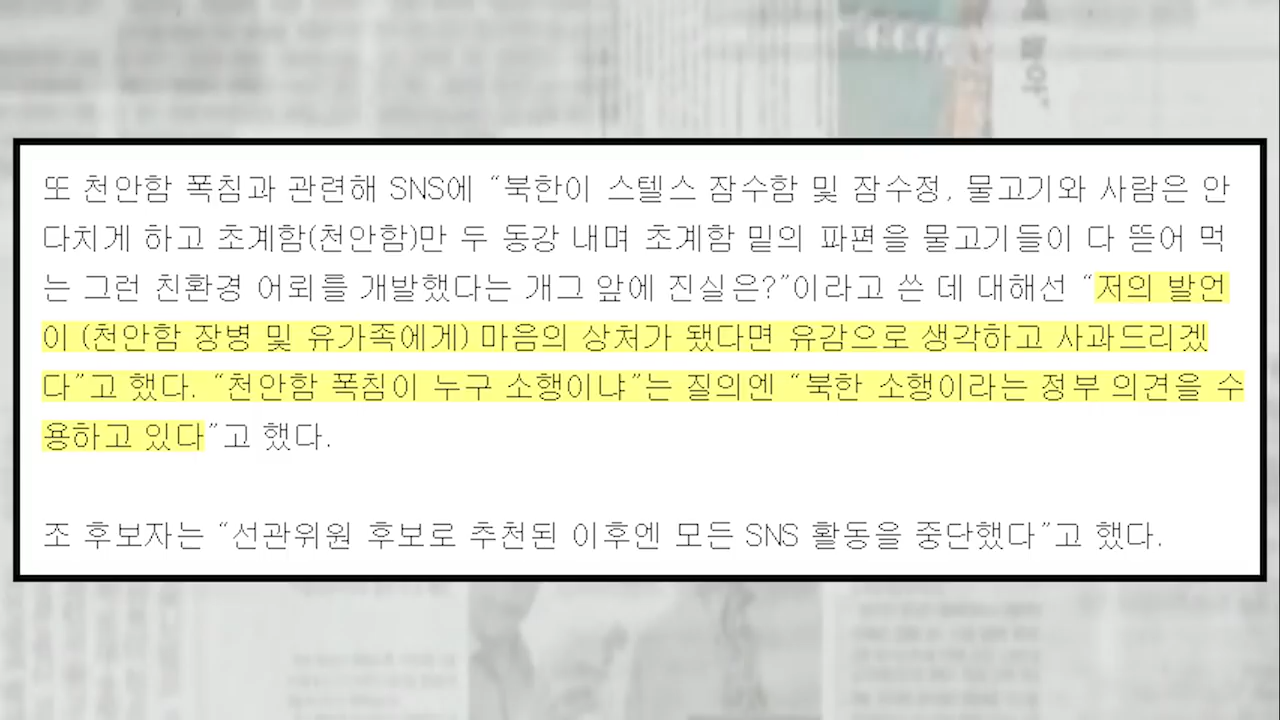 또 천안함 폭침과 관련해 SNS에 “북한이 스텔스 잠수함 및 잠수정, 물고기와 사람은 안
다치게 하고 초계함(천안함)만 두 동강 내며 초계함 밑의 파편을 물고기들이 다 뜯어 먹
는 그런 친환경 어뢰를 개발했다는 개그 앞에 진실은?”이라고 쓴 데 대해선 “저의 발언
이 (천안함 장병 및 유가족에게) 마음의 상처가 됐다면 유감으로 생각하고 사과드리겠
다”고 했다. “천안함 폭침이 누구 소행이냐”는 질의엔 “북한 소행이라는 정부 의견을 수
용하고 있다”고 했다.
조 후보자는 “선관위원 후보로 추천된 이후엔 모든 SNS 활동을 중단했다”고 했다.